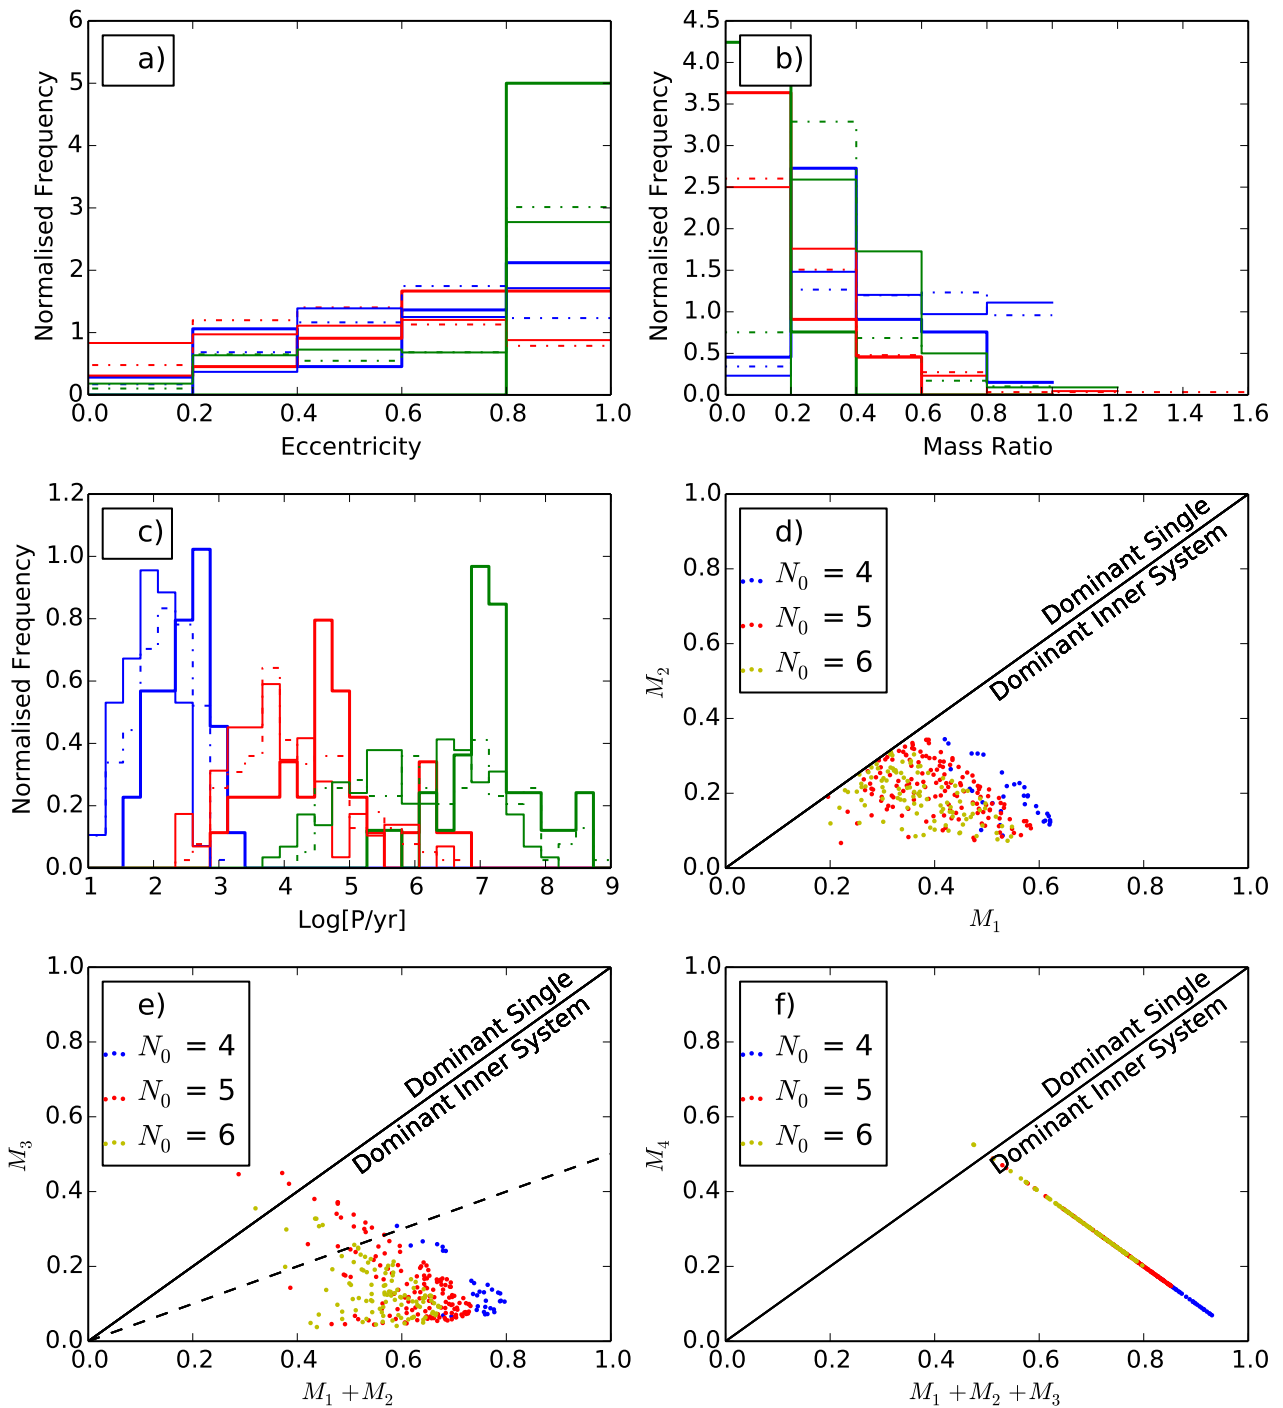 a)
Normalised Frequency
6
5
4
3
2
1
0
0.0 0.2 0.4 0.6 0.8 1.0
Eccentricity
b)
Normalised Frequency
4.5
4.0
3.5
3.0
2.5
2.0
1.5
1.0
0.5
0.0
0.0 0.2 0.4 0.6 0.8 1.0 1.2 1.4 1.6
Mass Ratio
c)
Normalised Frequency
1.2
1.0
0.8
0.6
0.4
0.2
0.0
1 2 3 4 5 6 7 8 9
Log[P/yr]
d)
N0 = 4
N0 = 5
N0 = 6
Dominant Single
Dominant Inner System
M2
1.0
0.8
0.6
0.4
0.2
0.0
0.0 0.2 0.4 0.6 0.8 1.0
M1
e)
N0 = 4
N0 = 5
N0 = 6
Dominant Single
Dominant Inner System
M3
1.0
0.8
0.6
0.4
0.2
0.0
0.0 0.2 0.4 0.6 0.8 1.0
M1 + M2
f)
N0 = 4
N0 = 5
N0 = 6
Dominant Single
Dominant Inner System
M4
1.0
0.8
0.6
0.4
0.2
0.0
0.0 0.2 0.4 0.6 0.8 1.0
M1 + M2 + M3